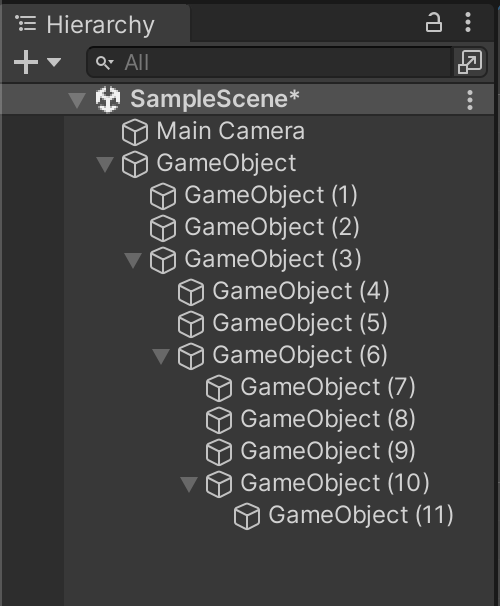 Hierarchy
All
SampleScene*
Main Camera
GameObject
GameObject (1)
GameObject (2)
GameObject (3)
GameObject (4)
GameObject (5)
GameObject (6)
GameObject (7)
GameObject (8)
GameObject (9)
GameObject (10)
GameObject (11)